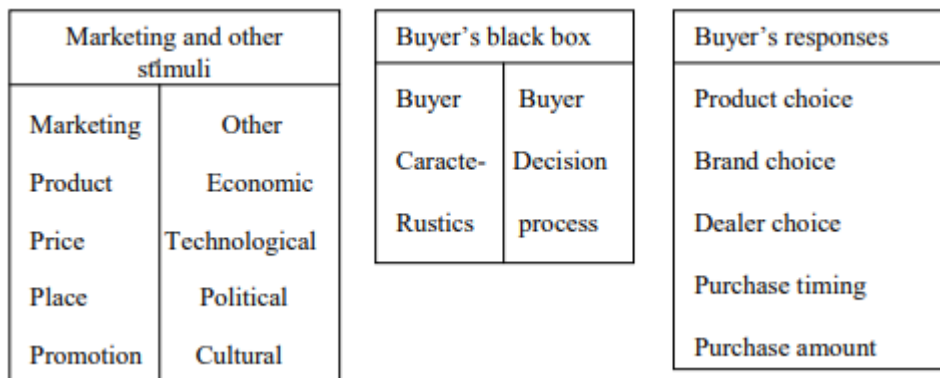 Marketing and other
stimuli
Marketing Other
Product Economic
Price Technological
Place Political
Promotion Cultural
Buyer’s black box
Buyer Buyer
Caracte- Decision
Rustics process
Buyer’s responses
Product choice
Brand choice
Dealer choice
Purchase timing
Purchase amount